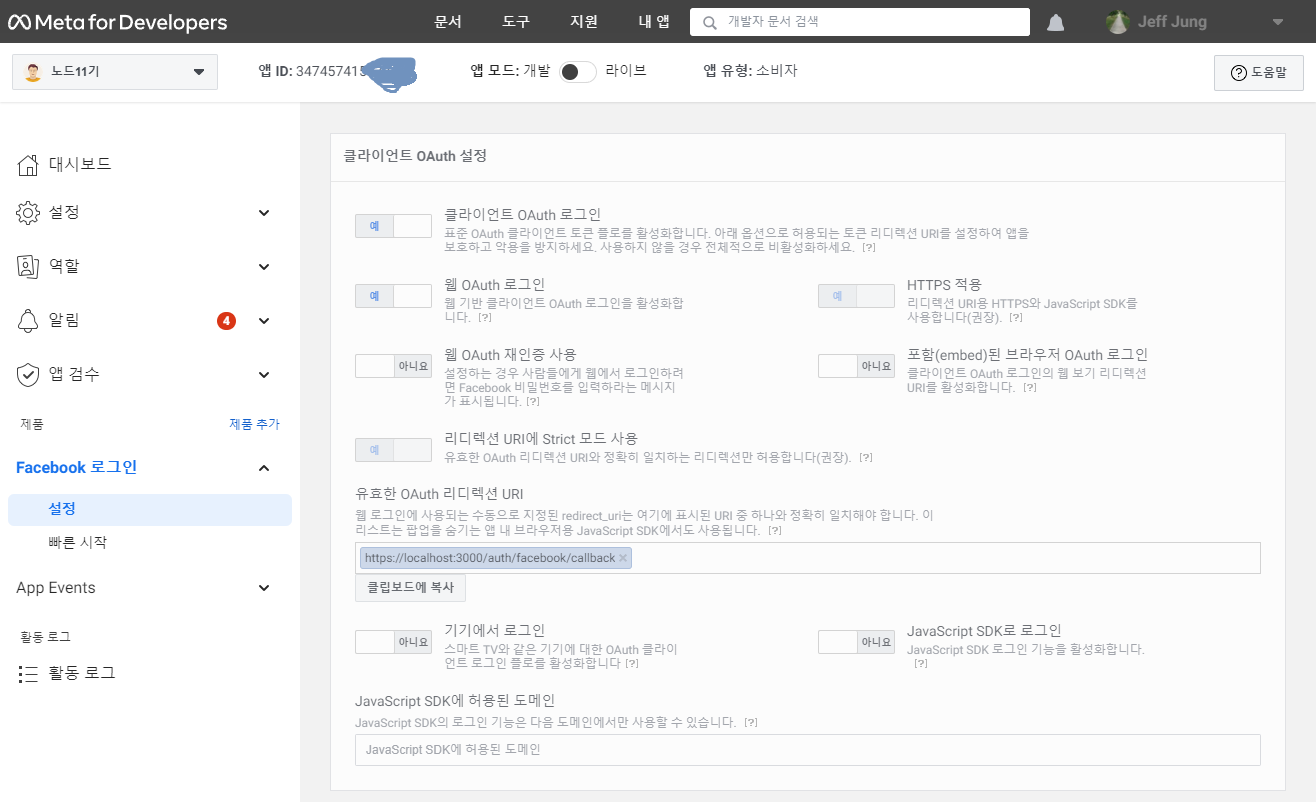 Meta for Developers
문서
도구
지원
내 앱
개발자 문서 검색
Jeff Jung
노드11기
앱 ID: 347457415
앱 모드: 개발
라이브
앱 유형: 소비자
도움말
대시보드
설정
역할
알림
4
앱 검수
제품
제품 추가
Facebook 로그인
설정
빠른 시작
App Events
활동 로그
활동 로그
클라이언트 OAuth 설정
예
클라이언트 OAuth 로그인
표준 OAuth 클라이언트 토큰 플로를 활성화합니다. 아래 옵션으로 허용되는 토큰 리디렉션 URI를 설정하여 앱을
보호하고 악용을 방지하세요. 사용하지 않을 경우 전체적으로 비활성화하세요. [?]
예
웹 OAuth 로그인
웹 기반 클라이언트 OAuth 로그인을 활성화합
니다. [?]
예
HTTPS 적용
리디렉션 URI용 HTTPS와 JavaScript SDK를
사용합니다(권장). [?]
아니요
웹 OAuth 재인증 사용
설정하는 경우 사람들에게 웹에서 로그인하려
면 Facebook 비밀번호를 입력하라는 메시지
가 표시됩니다. [?]
아니요
포함(embed)된 브라우저 OAuth 로그인
클라이언트 OAuth 로그인의 웹 보기 리디렉션
URI를 활성화합니다. [?]
예
리디렉션 URI에 Strict 모드 사용
유효한 OAuth 리디렉션 URI와 정확히 일치하는 리디렉션만 허용합니다(권장). [?]
유효한 OAuth 리디렉션 URI
웹 로그인에 사용되는 수동으로 지정된 redirect_uri는 여기에 표시된 URI 중 하나와 정확히 일치해야 합니다. 이
리스트는 팝업을 숨기는 앱 내 브라우저용 JavaScript SDK에서도 사용됩니다. [?]
https://localhost:3000/auth/facebook/callback ×
클립보드에 복사
아니요
기기에서 로그인
스마트 TV와 같은 기기에 대한 OAuth 클라이
언트 로그인 플로를 활성화합니다 [?]
아니요
JavaScript SDK로 로그인
JavaScript SDK 로그인 기능을 활성화합니다.
[?]
JavaScript SDK에 허용된 도메인
JavaScript SDK의 로그인 기능은 다음 도메인에서만 사용할 수 있습니다. [?]
JavaScript SDK에 허용된 도메인